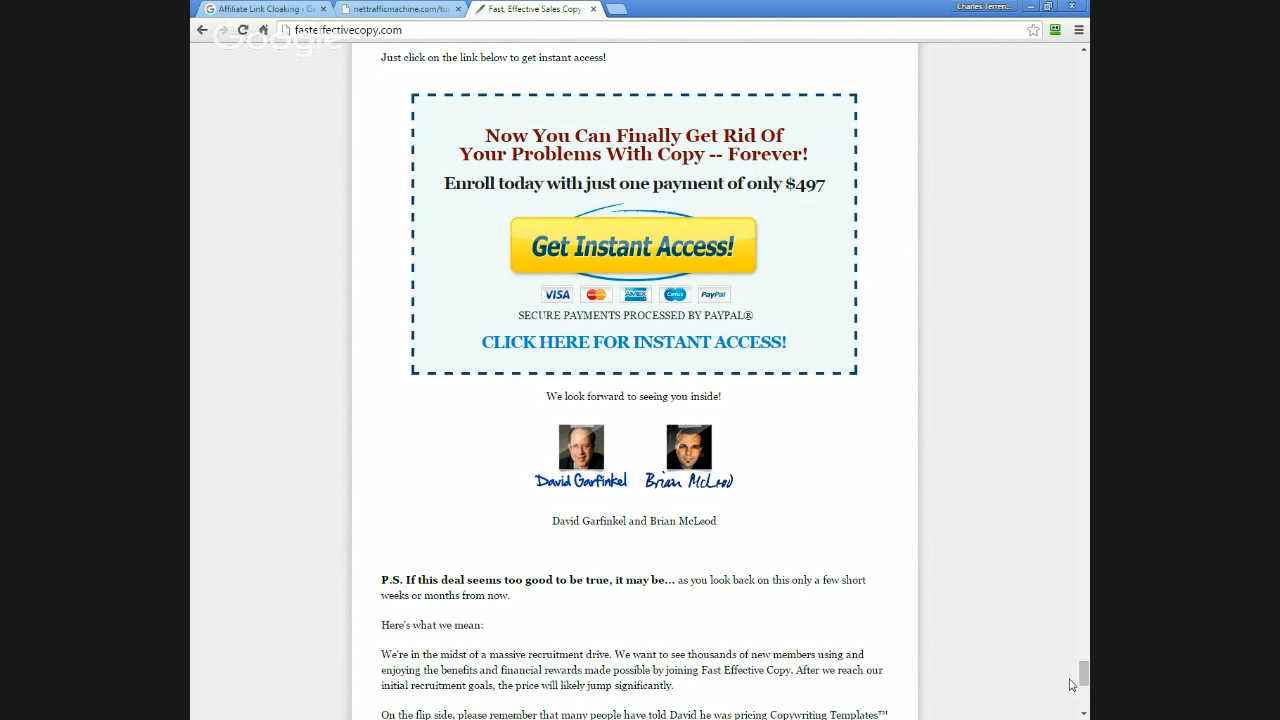 Affiliate Link Cloaking - G
nettrafficmachine.com/to
Fast, Effective Sales Copy
Charles Terren...
fasteffectivecopy.com
Google
Just click on the link below to get instant access!
Now You Can Finally Get Rid Of
Your Problems With Copy -- Forever!
Enroll today with just one payment of only $497
Get Instant Access!
VISA MasterCard AMEX Cirrus PayPal
SECURE PAYMENTS PROCESSED BY PAYPAL®
CLICK HERE FOR INSTANT ACCESS!
We look forward to seeing you inside!
David Garfinkel Brian McLeod
David Garfinkel and Brian McLeod
P.S. If this deal seems too good to be true, it may be... as you look back on this only a few short
weeks or months from now.
Here's what we mean:
We're in the midst of a massive recruitment drive. We want to see thousands of new members using and
enjoying the benefits and financial rewards made possible by joining Fast Effective Copy. After we reach our
initial recruitment goals, the price will likely jump significantly.
On the flip side, please remember that many people have told David he was pricing Copywriting Templates™